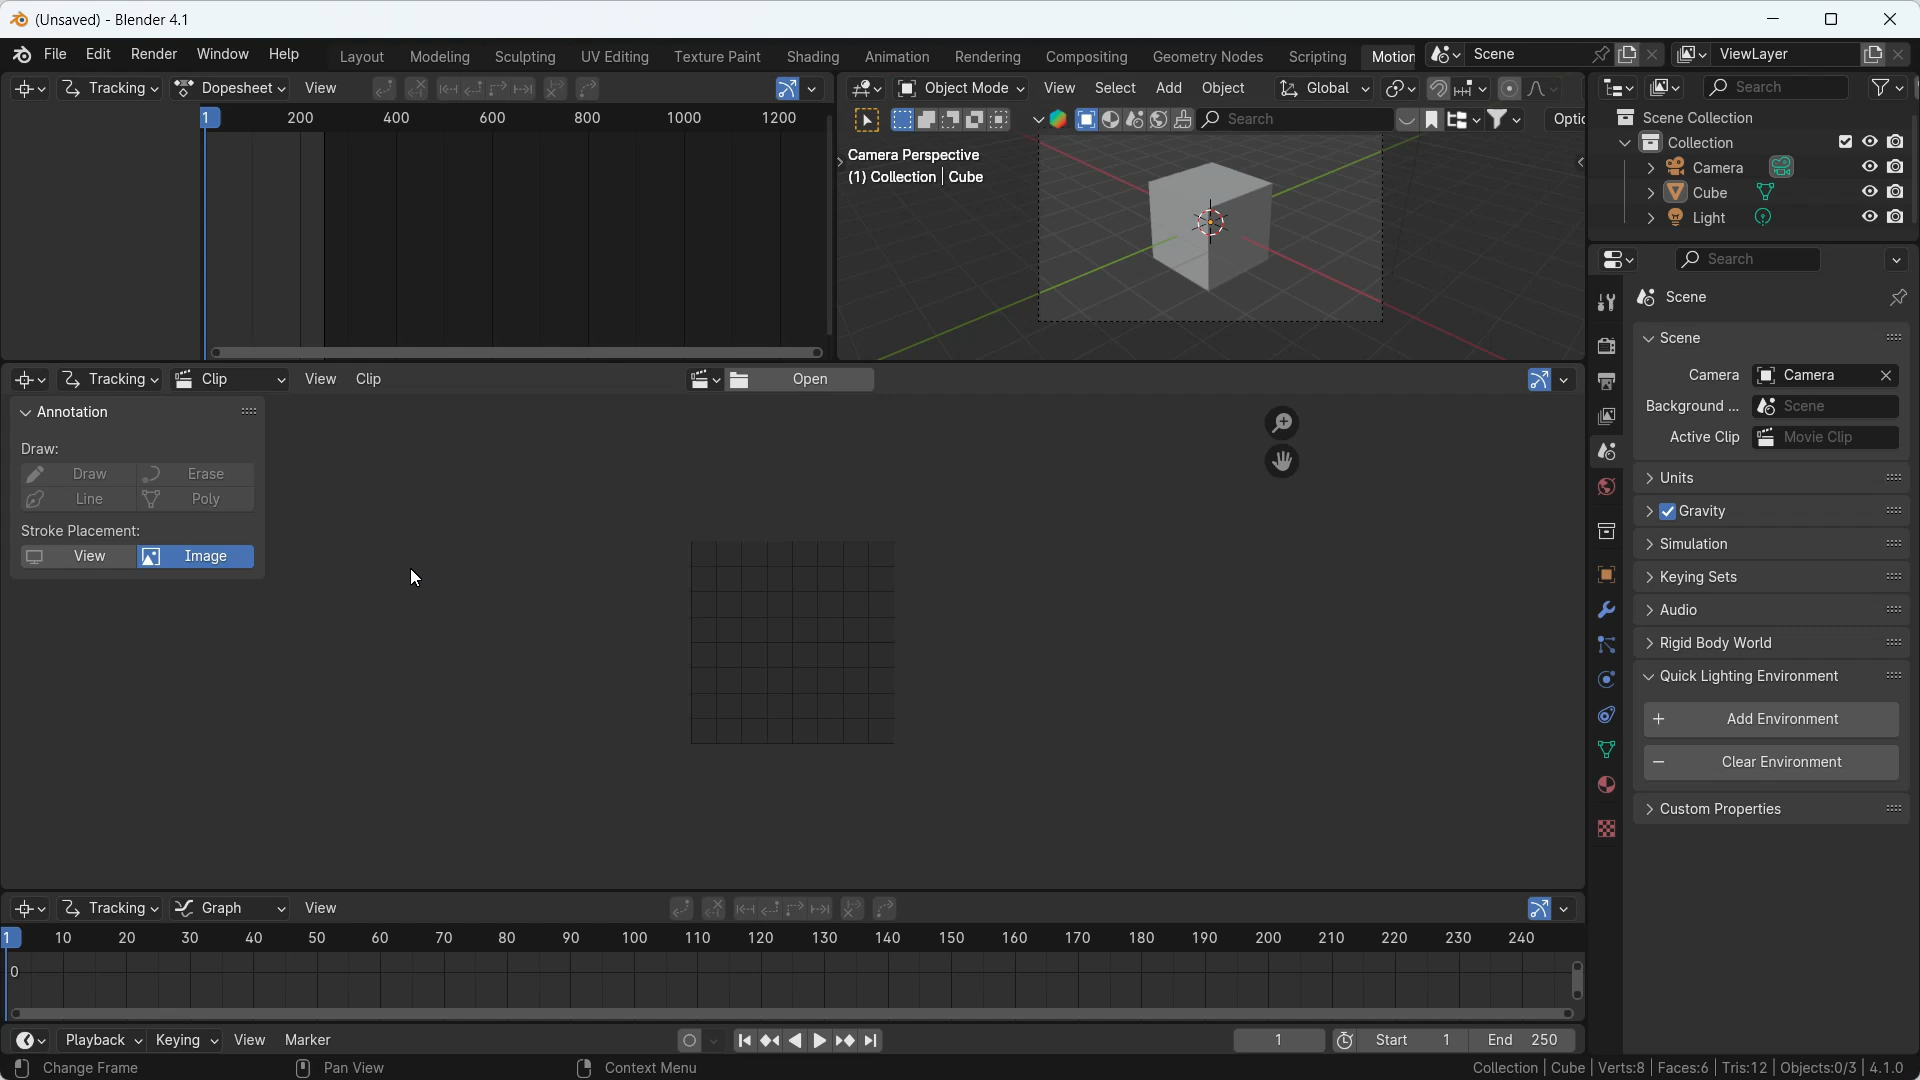 (Unsaved) - Blender 4.1
File Edit Render Window Help Layout Modeling Sculpting UV Editing Texture Paint Shading Animation Rendering Compositing Geometry Nodes Scripting Motion Scene ViewLayer
Tracking Dopesheet View
1 200 400 600 800 1000 1200
Object Mode View Select Add Object Global
Search Optio
Camera Perspective
(1) Collection | Cube
Search
Scene Collection
Collection
Camera
Cube
Light
Tracking Clip View Clip Open
Annotation
Draw:
Draw Erase
Line Poly
Stroke Placement:
View Image
Search
Scene
Scene
Camera Camera
Background ... Scene
Active Clip Movie Clip
Units
Gravity
Simulation
Keying Sets
Audio
Rigid Body World
Quick Lighting Environment
Add Environment
Clear Environment
Custom Properties
Tracking Graph View
1 10 20 30 40 50 60 70 80 90 100 110 120 130 140 150 160 170 180 190 200 210 220 230 240
0
Playback Keying View Marker 1 Start 1 End 250
Change Frame Pan View Context Menu Collection | Cube | Verts:8 | Faces:6 | Tris:12 | Objects:0/3 | 4.1.0